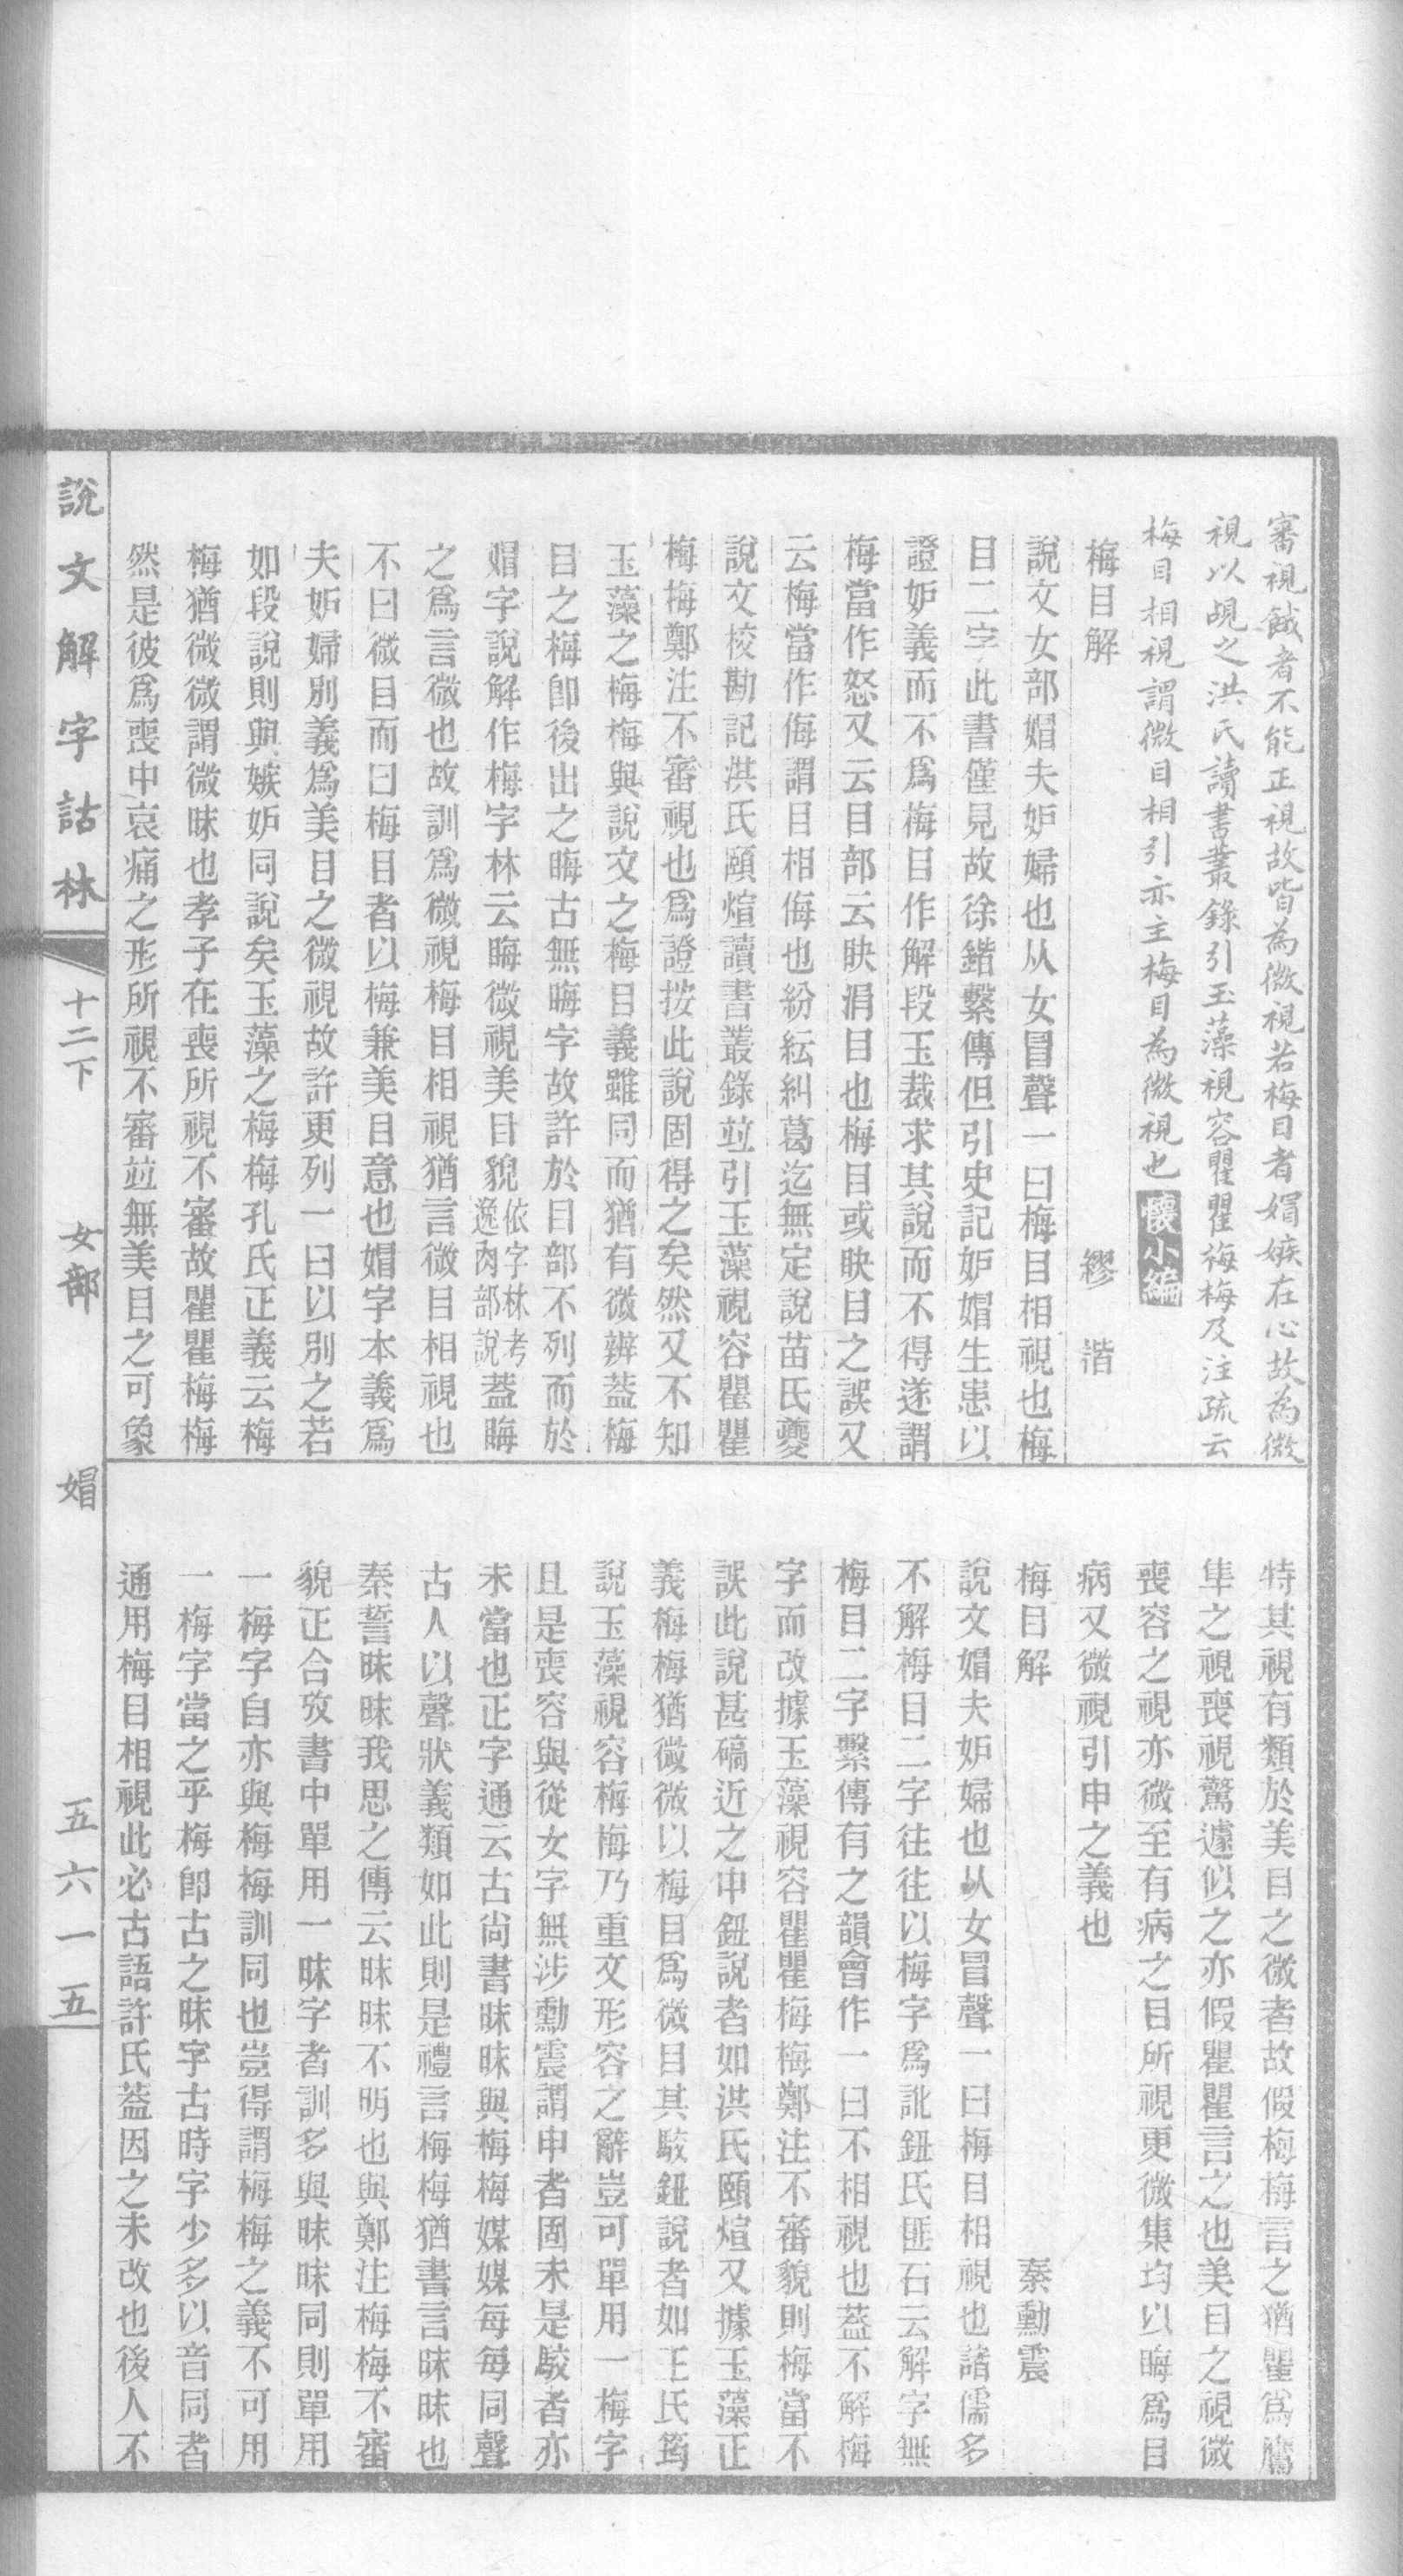 審視餓者不能正視故皆為微視若梅目者媢嫉在心故為微
視以覘之洪氏讀書叢錄引玉藻視容瞿瞿梅梅及注疏云
梅目相視謂微目相引亦主梅目為微視也懷小編
梅目解 繆 㴋
說文女部媢夫妒婦也从女冒聲一曰梅目相視也梅
目二字此書僅見故徐鍇繫傳但引史記妒媢生患以
證妒義而不爲梅目作解段玉裁求其說而不得遂謂
梅當作怒又云目部云眣涓目也梅目或眣目之誤又
云梅當作侮謂目相侮也紛紜糾葛迄無定說苗氏夔
說文校勘記洪氏頤煊讀書叢錄竝引玉藻視容瞿瞿
梅梅鄭注不審視也爲證按此說固得之矣然又不知
玉藻之梅梅與說文之梅目義雖同而猶有微辨葢梅
目之梅卽後出之䀲古無䀲字故許於目部不列而於
媢字說解作梅字林云䀲微視美目貌依字林考逸肉部說葢䀲
之爲言微也故訓爲微視梅目相視猶言微目相視也
不曰微目而曰梅目者以梅兼美目意也媢字本義爲
夫妒婦別義爲美目之微視故許更列一曰以別之若
如段說則與嫉妒同說矣玉藻之梅梅孔氏正義云梅
梅猶微微謂微昧也孝子在喪所視不審故瞿瞿梅梅
然是彼爲喪中哀痛之形所視不審竝無美目之可象
特其視有類於美目之微者故假梅梅言之猶瞿爲鷹
隼之視喪視驚遽似之亦假瞿瞿言之也美目之視微
喪容之視亦微至有病之目所視更微集均以䀲爲目
病又微視引申之義也
梅目解 秦勳震
說文媢夫妒婦也从女冒聲一曰梅目相視也諸儒多
不解梅目二字往往以梅字爲訛鈕氏匪石云解字無
梅目二字繫傳有之韻會作一曰不相視也葢不解梅
字而改據玉藻視容瞿瞿梅梅鄭注不審貌則梅當不
誤此說甚碻近之申鈕說者如洪氏頤煊又據玉藻正
義梅梅猶微微以梅目爲微目其駁鈕說者如王氏筠
說玉藻視容梅梅乃重文形容之辭豈可單用一梅字
且是喪容與從女字無涉勳震謂申者固未是駁者亦
未當也正字通云古尚書昧昧與梅梅媒媒每每同聲
古人以聲狀義類如此則是禮言梅梅猶書言昧昧也
秦誓昧昧我思之傳云昧昧不明也與鄭注梅梅不審
貌正合攷書中單用一昧字者訓多與昧昧同則單用
一梅字自亦與梅梅訓同也豈得謂梅梅之義不可用
一梅字當之乎梅卽古之昧字古時字少多以音同者
通用梅目相視此必古語許氏葢因之未改也後人不
說文解字詁林 十二下 女部 媢 五六一五